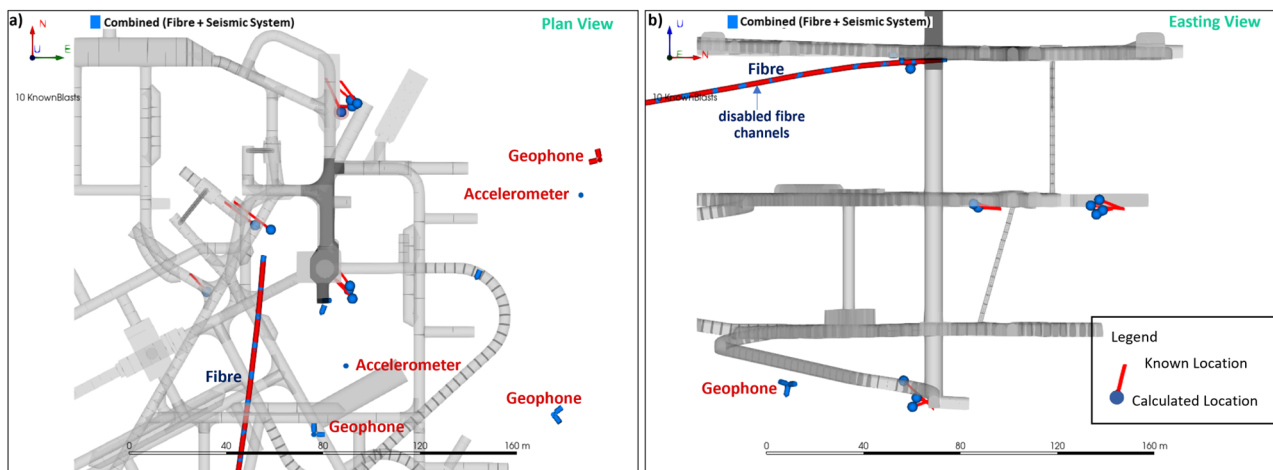 a)
Combined (Fibre + Seismic System)
Plan View
N
U
E
10 KnownBlasts
Geophone
Accelerometer
Fibre
Accelerometer
Geophone
Geophone
0 40 80 120 160 m
b)
Combined (Fibre + Seismic System)
Easting View
U
E
N
10 KnownBlasts
Fibre
disabled fibre
channels
Geophone
Legend
Known Location
Calculated Location
0 40 80 120 160 m